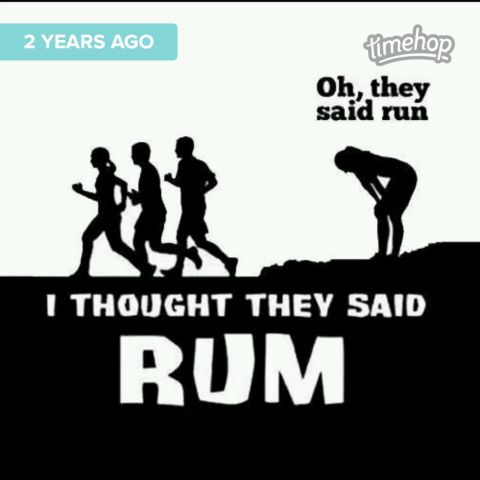 2 YEARS AGO
timehop
Oh, they
said run
I THOUGHT THEY SAID
RUM